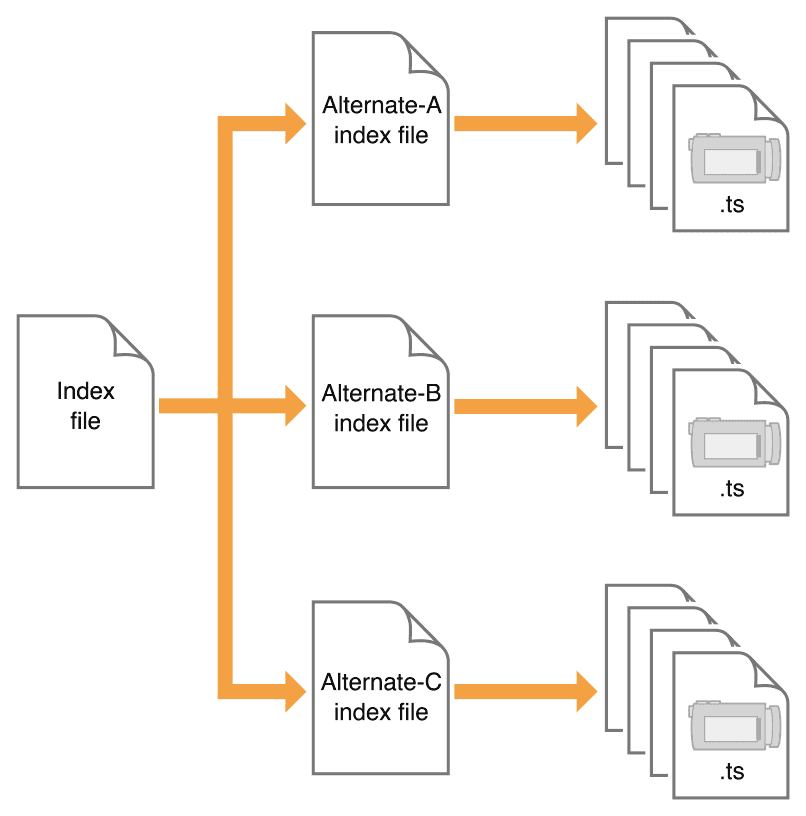 Alternate-A
index file
.ts
Index
file
Alternate-B
index file
.ts
Alternate-C
index file
.ts